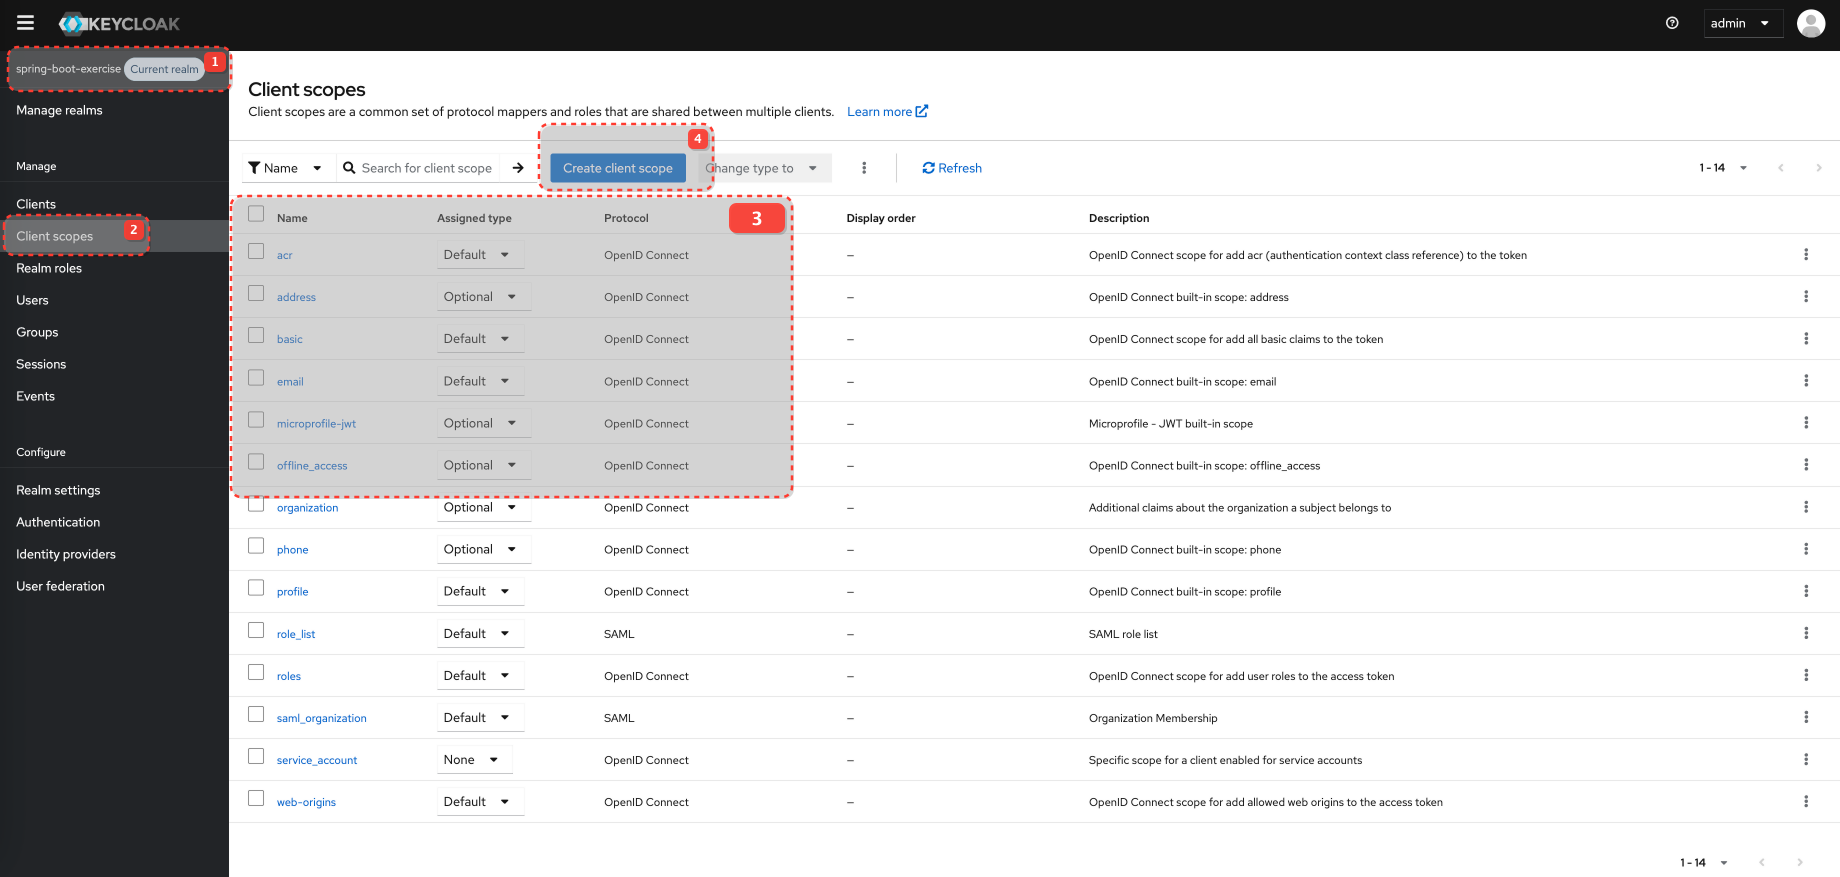 KEYCLOAK
admin
spring-boot-exercise Current realm 1
Manage realms
Manage
Clients
Client scopes 2
Realm roles
Users
Groups
Sessions
Events
Configure
Realm settings
Authentication
Identity providers
User federation
Client scopes
Client scopes are a common set of protocol mappers and roles that are shared between multiple clients. Learn more
4
Name Search for client scope Create client scope Change type to Refresh 1 - 14
Name Assigned type Protocol 3 Display order Description
acr Default OpenID Connect – OpenID Connect scope for add acr (authentication context class reference) to the token
address Optional OpenID Connect – OpenID Connect built-in scope: address
basic Default OpenID Connect – OpenID Connect scope for add all basic claims to the token
email Default OpenID Connect – OpenID Connect built-in scope: email
microprofile-jwt Optional OpenID Connect – Microprofile - JWT built-in scope
offline_access Optional OpenID Connect – OpenID Connect built-in scope: offline_access
organization Optional OpenID Connect – Additional claims about the organization a subject belongs to
phone Optional OpenID Connect – OpenID Connect built-in scope: phone
profile Default OpenID Connect – OpenID Connect built-in scope: profile
role_list Default SAML – SAML role list
roles Default OpenID Connect – OpenID Connect scope for add user roles to the access token
saml_organization Default SAML – Organization Membership
service_account None OpenID Connect – Specific scope for a client enabled for service accounts
web-origins Default OpenID Connect – OpenID Connect scope for add allowed web origins to the access token
1 - 14